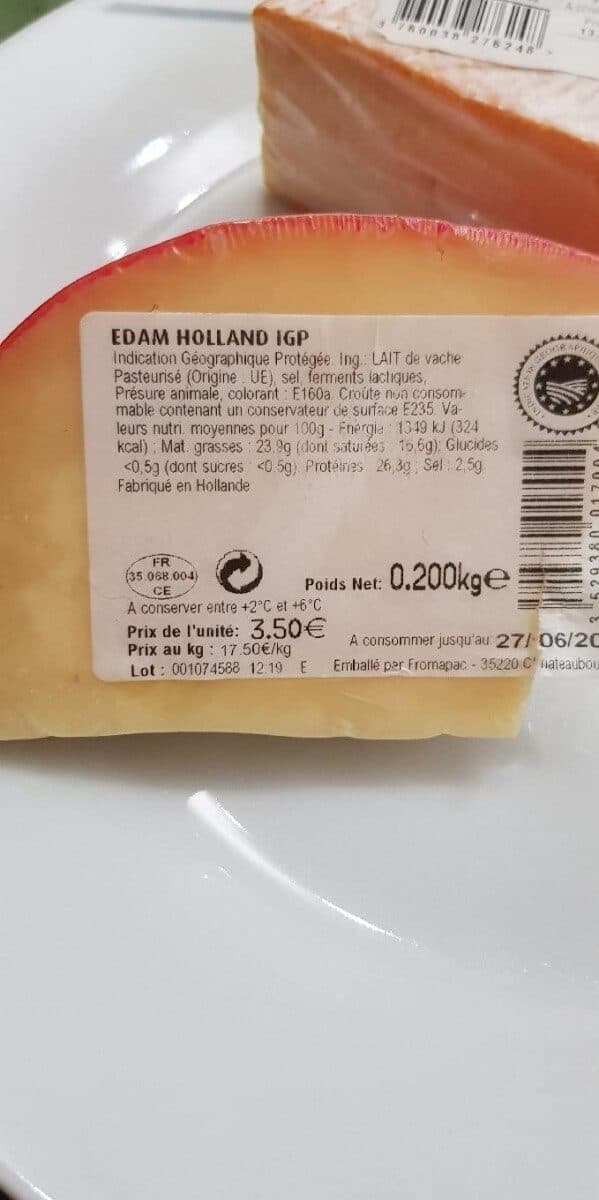 3 760038 276248 >
EDAM HOLLAND IGP
Indication Géographique Protégée. Ing.: LAIT de vache
Pasteurisé (Origine : UE), sel, ferments lactiques,
Présure animale, colorant : E160a. Croûte non consom-
mable contenant un conservateur de surface E235. Va-
leurs nutri. moyennes pour 100g - Energie : 1349 kJ (324
kcal) ; Mat. grasses : 23,9g (dont saturées : 16,6g); Glucides
<0,5g (dont sucres : <0.5g). Protéines : 26,3g ; Sel : 2,5g.
Fabriqué en Hollande
FR
35.068.004
CE
Poids Net: 0.200kg e
A conserver entre +2°C et +6°C
Prix de l'unité: 3.50€
Prix au kg : 17.50€/kg
A consommer jusqu'au: 27/06/20
Lot : 001074588 12:19 E
Emballé par Fromapac - 35220 C